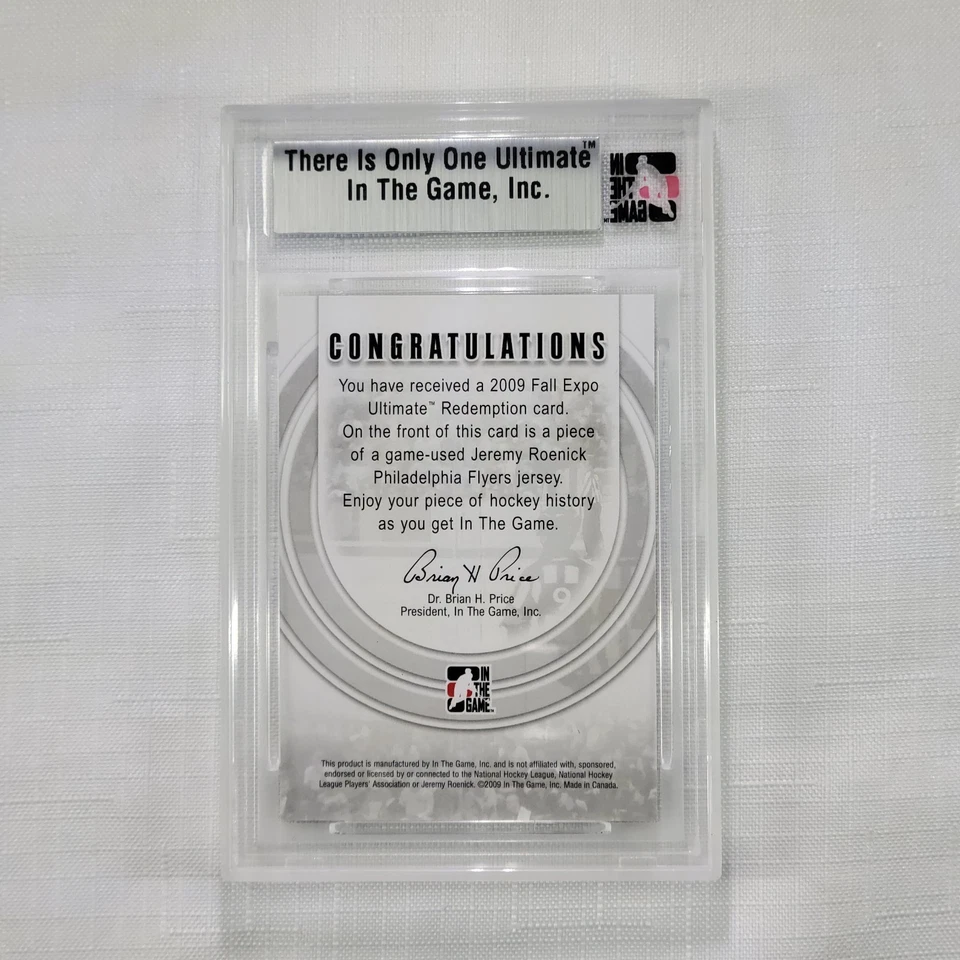 There Is Only One Ultimate™
In The Game, Inc.
IN
THE
GAME
CONGRATULATIONS
You have received a 2009 Fall Expo
Ultimate™ Redemption card.
On the front of this card is a piece
of a game-used Jeremy Roenick
Philadelphia Flyers jersey.
Enjoy your piece of hockey history
as you get In The Game.
Brian H Price
Dr. Brian H. Price
President, In The Game, Inc.
9
IN
THE
GAME
This product is manufactured by In The Game, Inc. and is not affiliated with, sponsored,
endorsed or licensed by or connected to the National Hockey League, National Hockey
League Players' Association or Jeremy Roenick. ©2009 In The Game, Inc. Made in Canada.